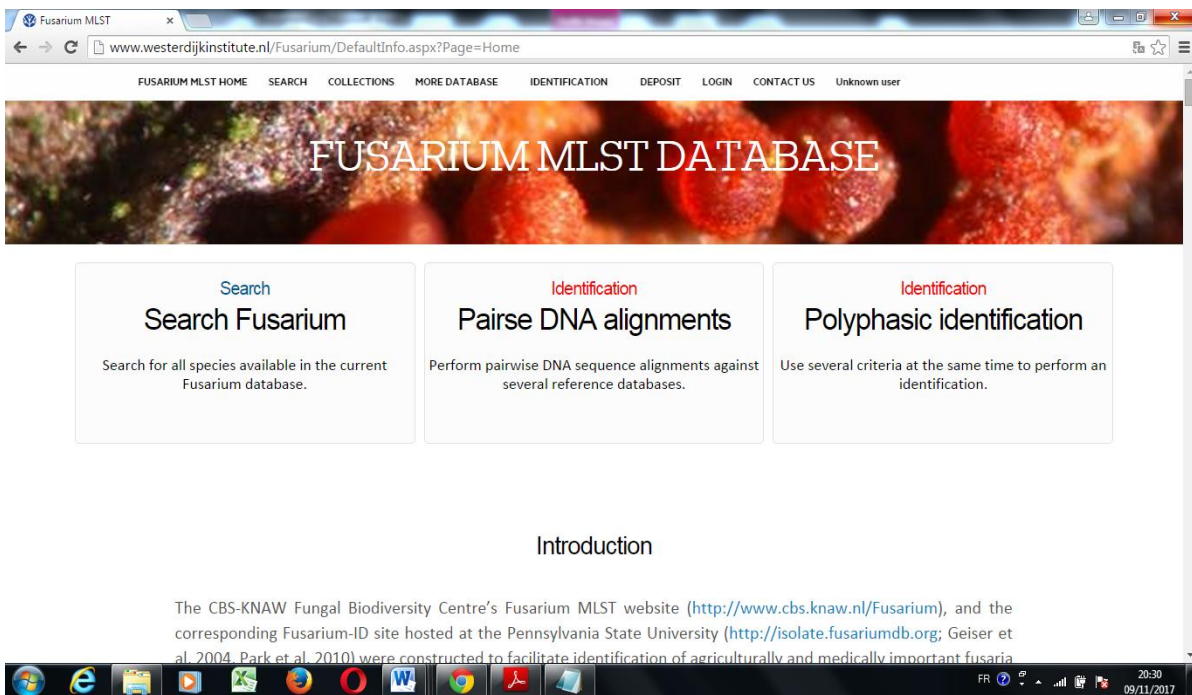 Fusarium MLST
www.westerdijkinstitute.nl/Fusarium/DefaultInfo.aspx?Page=Home
FUSARIUM MLST HOME SEARCH COLLECTIONS MORE DATABASE IDENTIFICATION DEPOSIT LOGIN CONTACT US Unknown user
FUSARIUM MLST DATABASE
Search
Search Fusarium
Search for all species available in the current
Fusarium database.
Identification
Pairse DNA alignments
Perform pairwise DNA sequence alignments against
several reference databases.
Identification
Polyphasic identification
Use several criteria at the same time to perform an
identification.
Introduction
The CBS-KNAW Fungal Biodiversity Centre's Fusarium MLST website (http://www.cbs.knaw.nl/Fusarium), and the
corresponding Fusarium-ID site hosted at the Pennsylvania State University (http://isolate.fusariumdb.org; Geiser et
al. 2004, Park et al. 2010) were constructed to facilitate identification of agriculturally and medically important fusaria
FR
20:30
09/11/2017